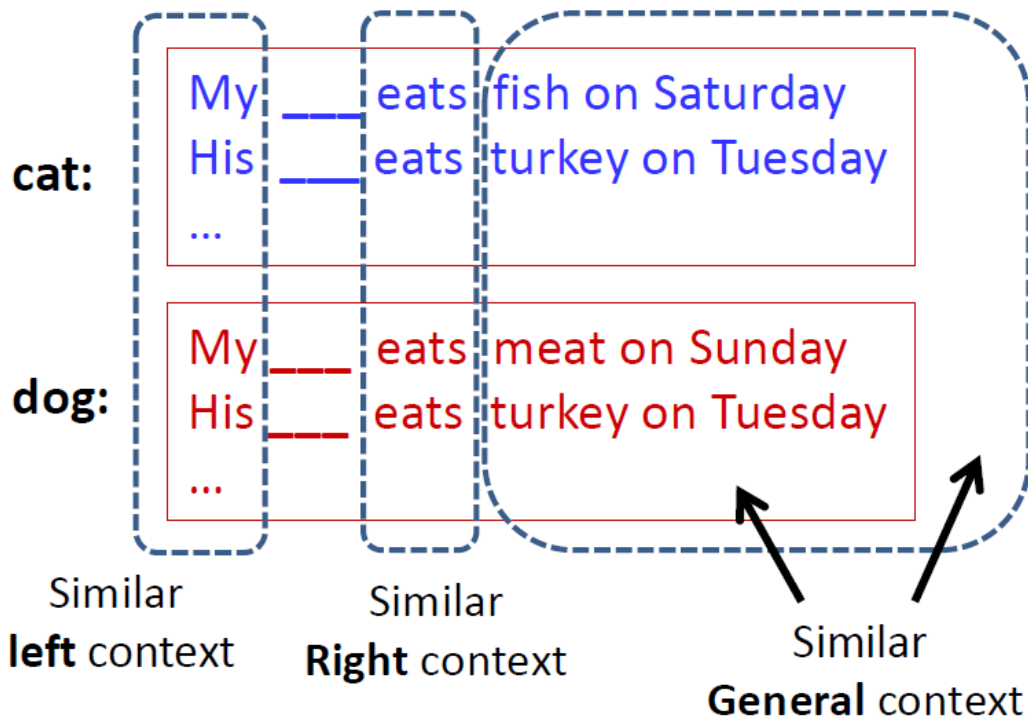 cat:
My ___ eats fish on Saturday
His ___ eats turkey on Tuesday
...
dog:
My ___ eats meat on Sunday
His ___ eats turkey on Tuesday
...
Similar
left context
Similar
Right context
Similar
General context